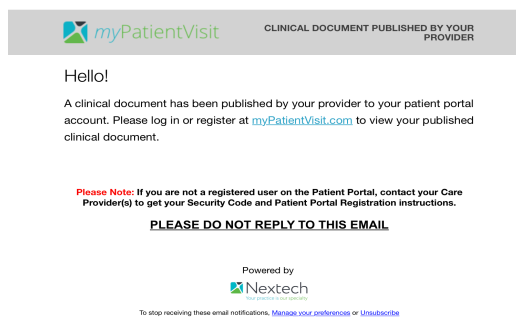 myPatientVisit
CLINICAL DOCUMENT PUBLISHED BY YOUR
PROVIDER
Hello!
A clinical document has been published by your provider to your patient portal
account. Please log in or register at myPatientVisit.com to view your published
clinical document.
Please Note: If you are not a registered user on the Patient Portal, contact your Care
Provider(s) to get your Security Code and Patient Portal Registration instructions.
PLEASE DO NOT REPLY TO THIS EMAIL
Powered by
Nextech
Your practice is our specialty
To stop receiving these email notifications, Manage your preferences or Unsubscribe